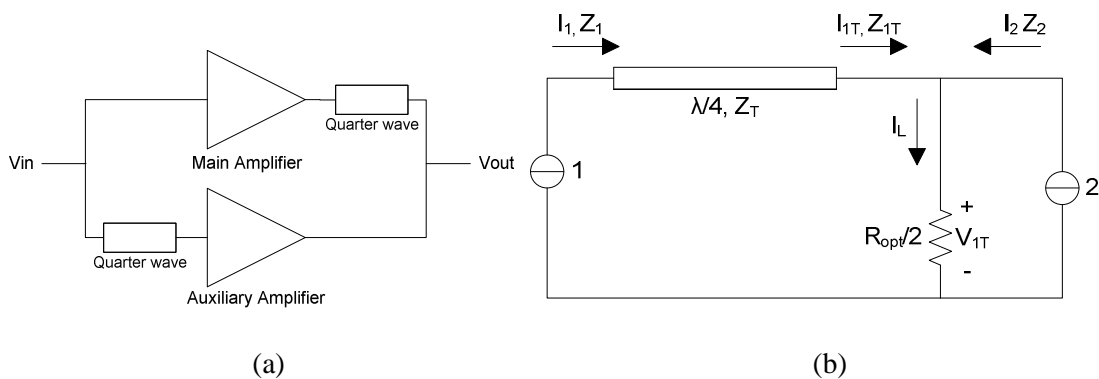 Vin
Main Amplifier
Quarter wave
Vout
Quarter wave
Auxiliary Amplifier
(a)
I₁, Z₁
I₁T, Z₁T
I₂ Z₂
λ/4, ZT
IL
1
2
Ropt/2
+
V₁T
-
(b)